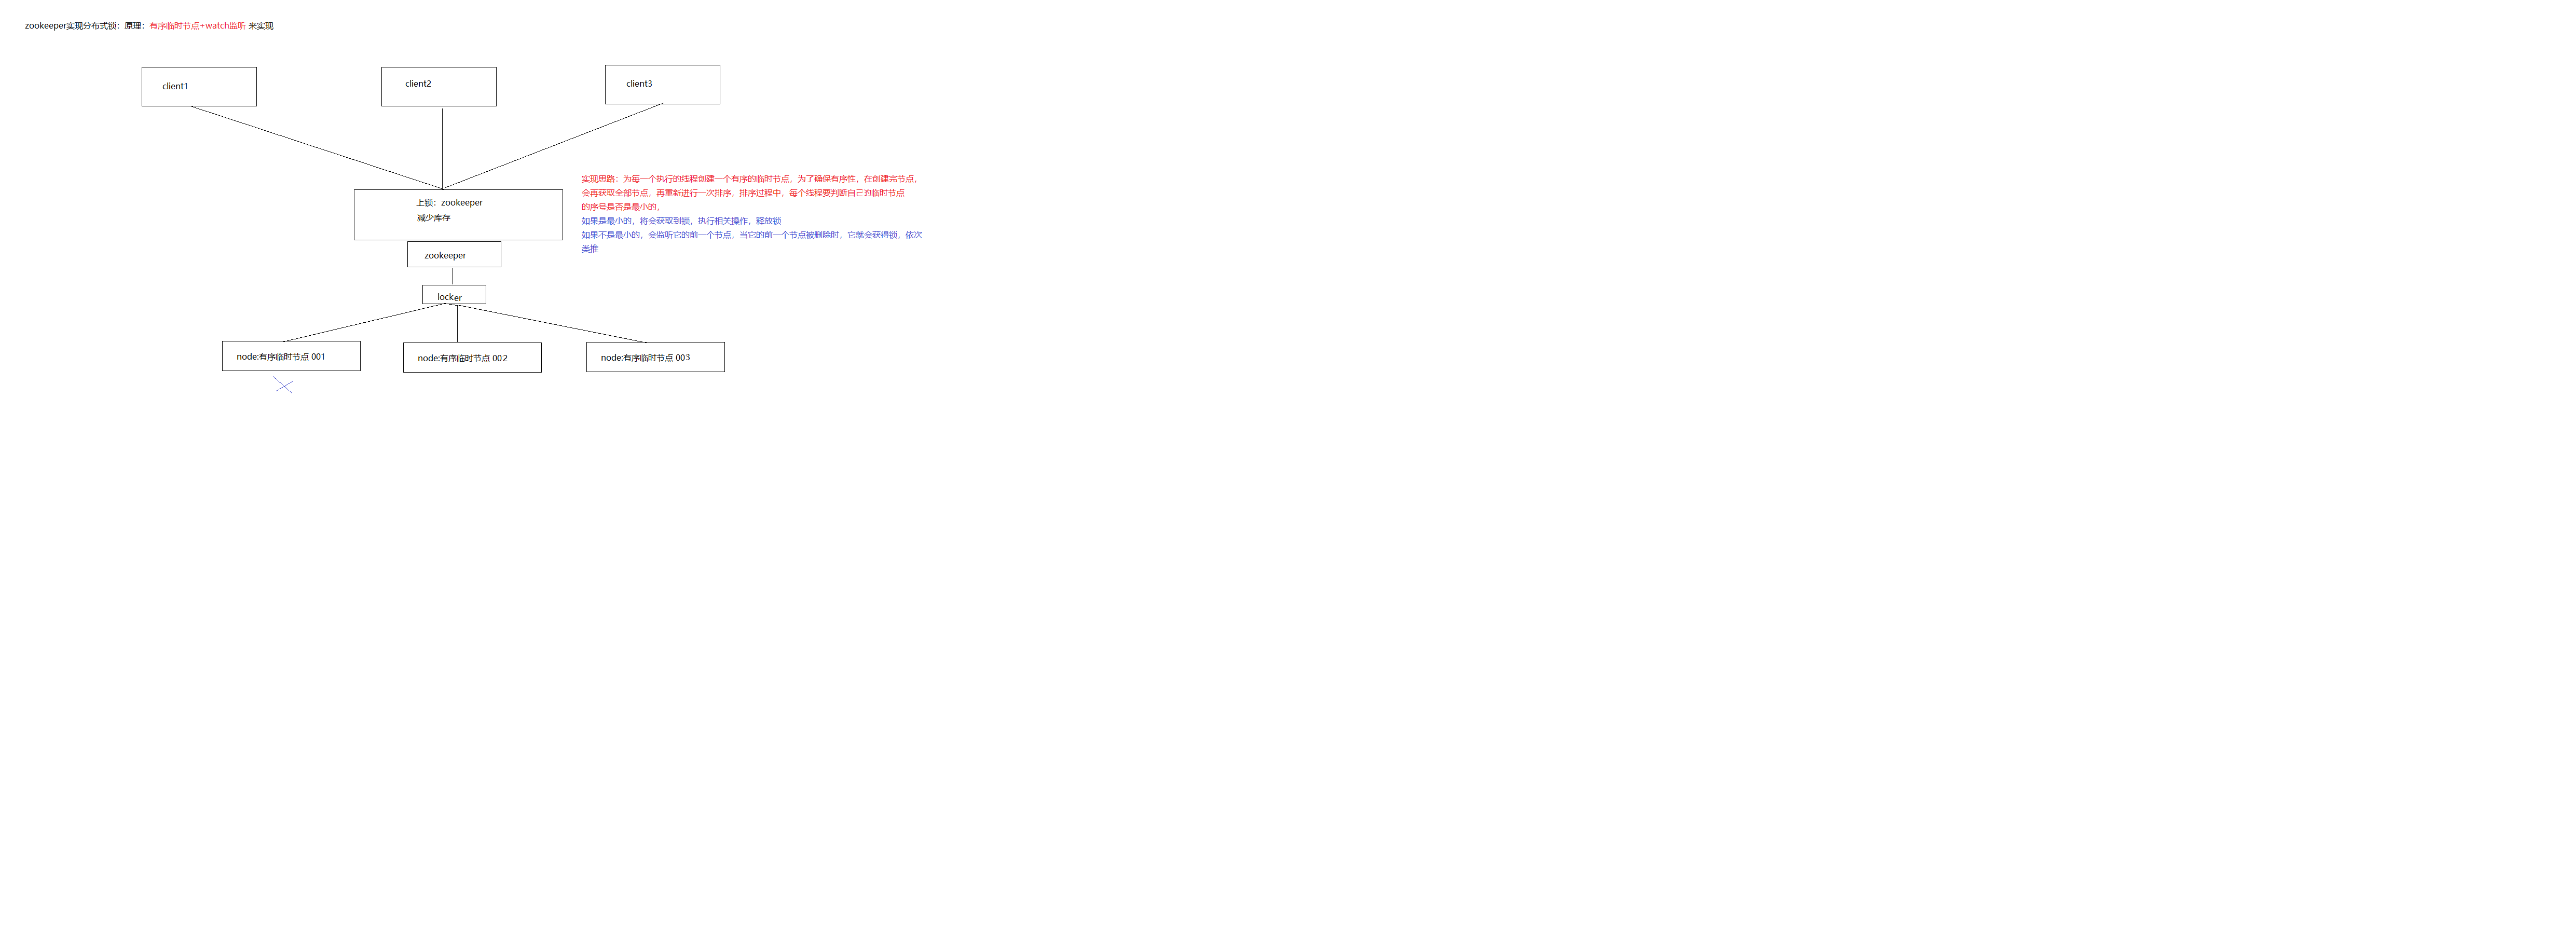 zookeeper实现分布式锁：原理：有序临时节点+watch监听 来实现
client1
client2
client3
上锁：zookeeper
减少库存
实现思路：为每一个执行的线程创建一个有序的临时节点，为了确保有序性，在创建完节点，
会再获取全部节点，再重新进行一次排序，排序过程中，每个线程要判断自己的临时节点
的序号是否是最小的，
如果是最小的，将会获取到锁，执行相关操作，释放锁
如果不是最小的，会监听它的前一个节点，当它的前一个节点被删除时，它就会获得锁，依次
类推
zookeeper
locker
node:有序临时节点 001
node:有序临时节点 002
node:有序临时节点 003